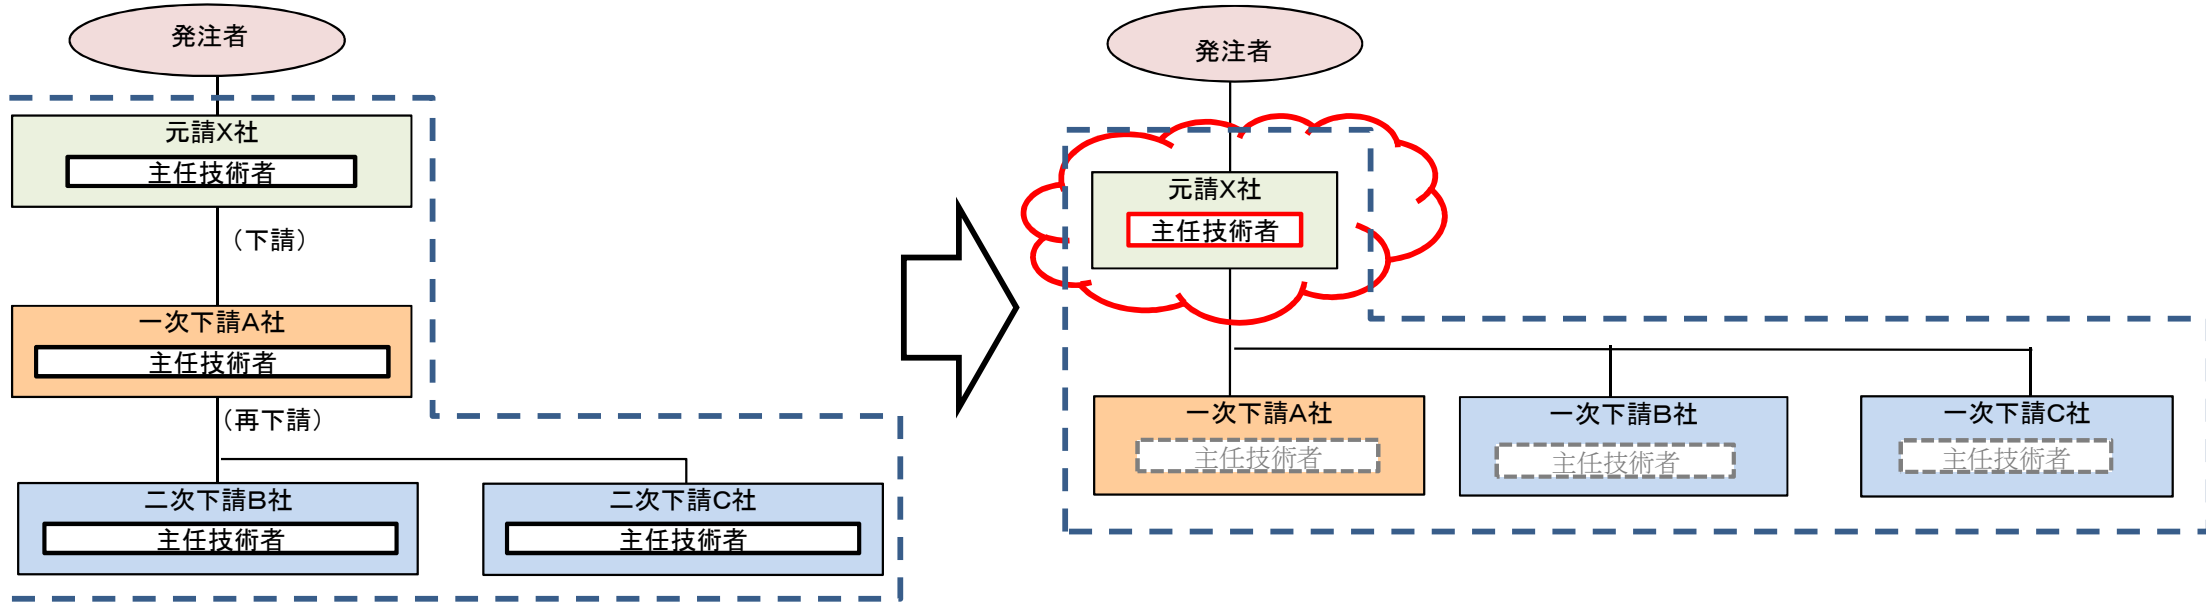 発注者
元請X社
主任技術者
（下請）
一次下請A社
主任技術者
（再下請）
二次下請B社
主任技術者
二次下請C社
主任技術者
発注者
元請X社
主任技術者
一次下請A社
主任技術者
一次下請B社
主任技術者
一次下請C社
主任技術者